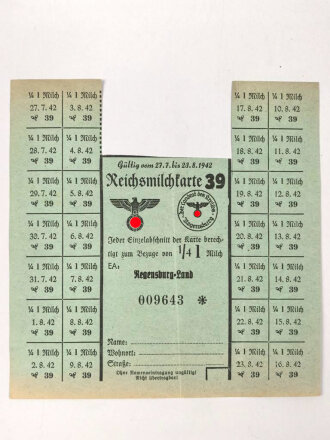 ¼ l Milch ¼ l Milch
27.7.42 3.8.42
39 39
¼ l Milch ¼ l Milch
28.7.42 4.8.42
39 39
¼ l Milch ¼ l Milch
29.7.42 5.8.42
39 39
¼ l Milch ¼ l Milch
30.7.42 6.8.42
39 39
¼ l Milch ¼ l Milch
31.7.42 7.8.42
39 39
¼ l Milch ¼ l Milch
1.8.42 8.8.42
39 39
¼ l Milch ¼ l Milch
2.8.42 9.8.42
39 39
Gültig vom 27.7. bis 23.8.1942
Reichsmilchkarte 39
Jeder Einzelabschnitt der Karte berech-
tigt zum Bezuge von 1/4 l Milch
EA:
Regensburg-Land
009643 *
Name:
Wohnort:
Straße:
Ohne Namenseintragung ungültig!
Nicht übertragbar!
¼ l Milch ¼ l Milch
17.8.42 10.8.42
39 39
¼ l Milch ¼ l Milch
18.8.42 11.8.42
39 39
¼ l Milch ¼ l Milch
19.8.42 12.8.42
39 39
¼ l Milch ¼ l Milch
20.8.42 13.8.42
39 39
¼ l Milch ¼ l Milch
21.8.42 14.8.42
39 39
¼ l Milch ¼ l Milch
22.8.42 15.8.42
39 39
¼ l Milch ¼ l Milch
23.8.42 16.8.42
39 39